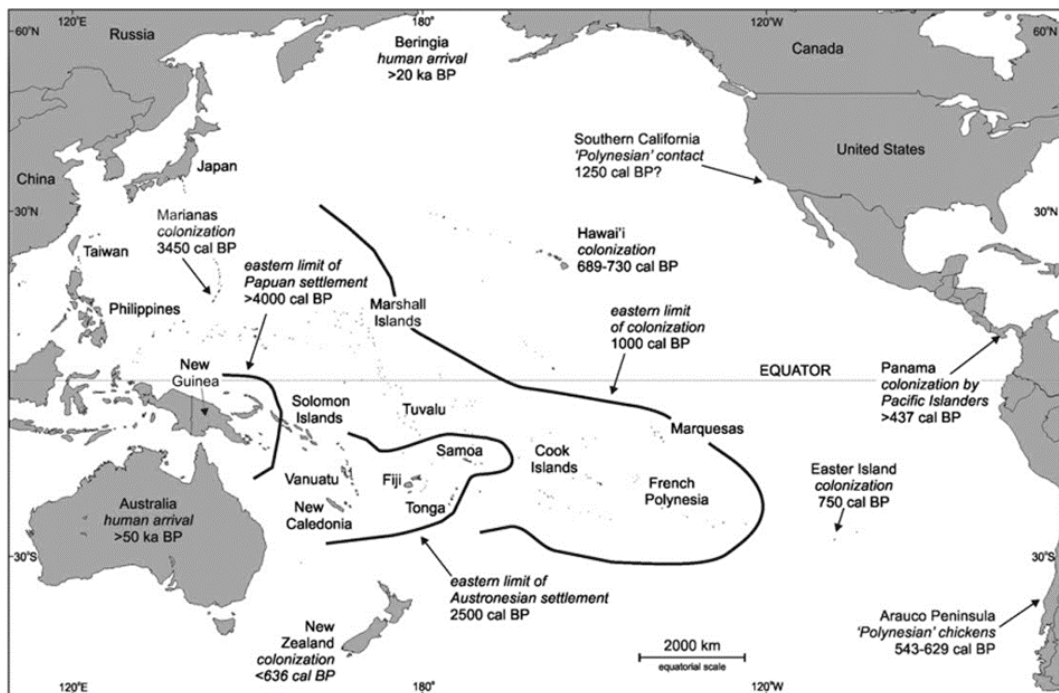 120°E
180°
120°W
60°N
60°N
Russia
Beringia
human arrival
>20 ka BP
Canada
Southern California
'Polynesian' contact
1250 cal BP?
United States
Japan
China
30°N
30°N
Marianas
colonization
3450 cal BP
Hawai'i
colonization
689-730 cal BP
Taiwan
eastern limit of
Papuan settlement
>4000 cal BP
Philippines
Marshall
Islands
eastern limit
of colonization
1000 cal BP
EQUATOR
Panama
colonization by
Pacific Islanders
>437 cal BP
New
Guinea
Solomon
Islands
Tuvalu
Marquesas
Samoa
Cook
Islands
Easter Island
colonization
750 cal BP
Vanuatu
Fiji
French
Polynesia
New
Caledonia
Tonga
Australia
human arrival
>50 ka BP
30°S
30°S
eastern limit of
Austronesian settlement
2500 cal BP
New
Zealand
colonization
<636 cal BP
2000 km
equatorial scale
Arauco Peninsula
'Polynesian' chickens
543-629 cal BP
120°E
180°
120°W